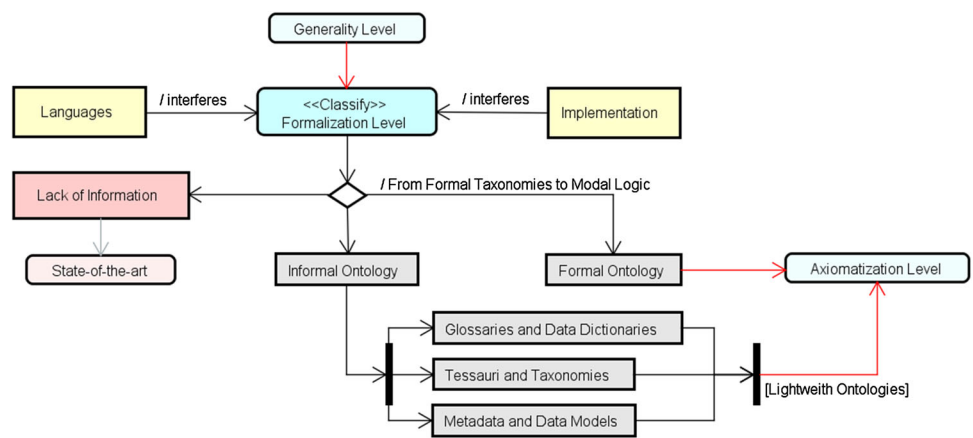 Generality Level
Languages
/ interferes
<<Classify>>
Formalization Level
/ interferes
Implementation
Lack of Information
/ From Formal Taxonomies to Modal Logic
State-of-the-art
Informal Ontology
Formal Ontology
Axiomatization Level
Glossaries and Data Dictionaries
Tessauri and Taxonomies
[Lightweith Ontologies]
Metadata and Data Models